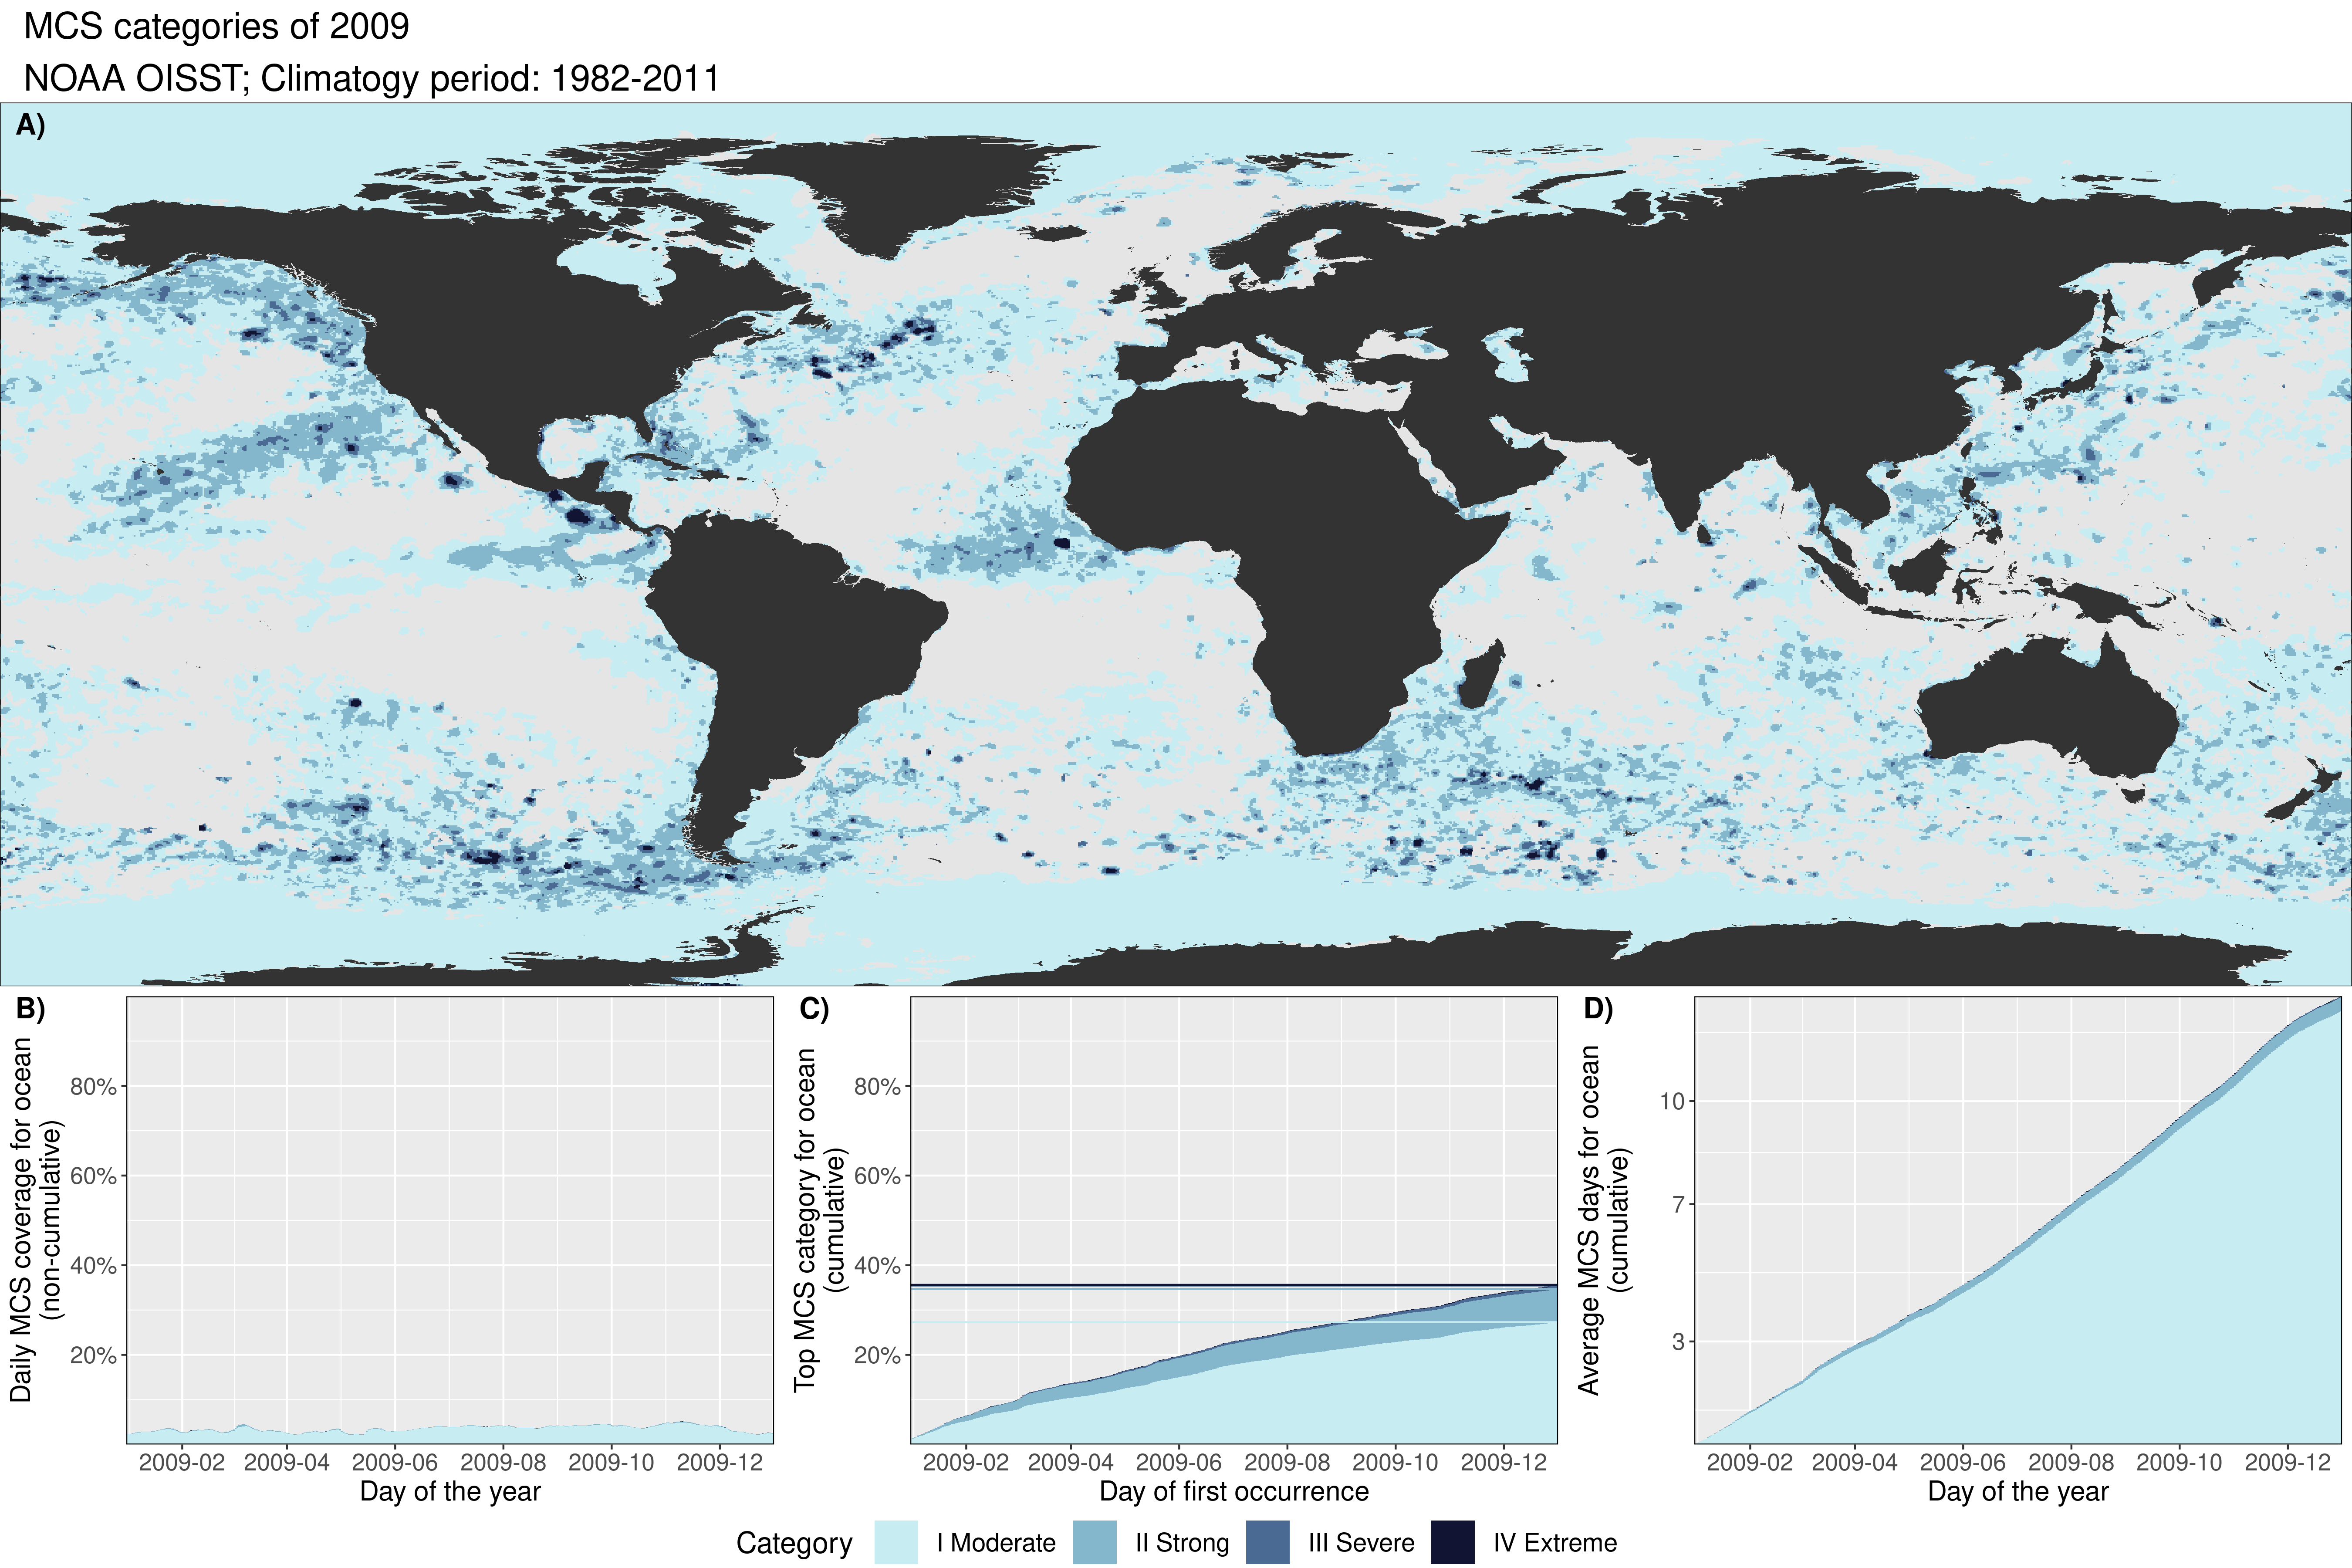 MCS categories of 2009
NOAA OISST; Climatogy period: 1982-2011
A)
B)
Daily MCS coverage for ocean
(non-cumulative)
80%
60%
40%
20%
2009-02 2009-04 2009-06 2009-08 2009-10 2009-12
Day of the year
C)
Top MCS category for ocean
(cumulative)
80%
60%
40%
20%
2009-02 2009-04 2009-06 2009-08 2009-10 2009-12
Day of first occurrence
D)
Average MCS days for ocean
(cumulative)
10
7
3
2009-02 2009-04 2009-06 2009-08 2009-10 2009-12
Day of the year
Category I Moderate II Strong III Severe IV Extreme